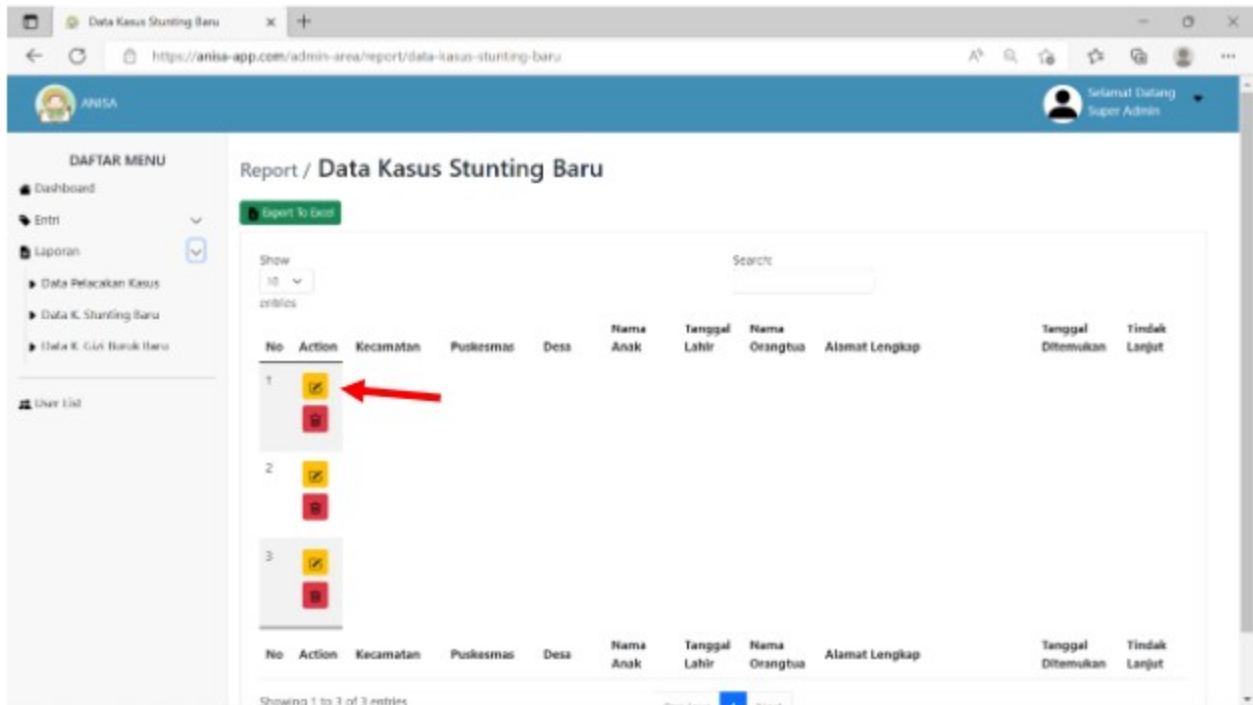 Data Kasus Stunting Baru
https://anisa-app.com/admin-area/report/data-kasus-stunting-baru
ANISA
Selamat Datang
Super Admin
DAFTAR MENU
Dashboard
Entri
Laporan
Data Pelacakan Kasus
Data K. Stunting Baru
Data K. Gizi Buruk Baru
User List
Report / Data Kasus Stunting Baru
Export To Excel
Show
10
entries
Search:
No Action Kecamatan Puskesmas Desa Nama Anak Tanggal Lahir Nama Orangtua Alamat Lengkap Tanggal Ditemukan Tindak Lanjut
1
2
3
No Action Kecamatan Puskesmas Desa Nama Anak Tanggal Lahir Nama Orangtua Alamat Lengkap Tanggal Ditemukan Tindak Lanjut
Showing 1 to 3 of 3 entries